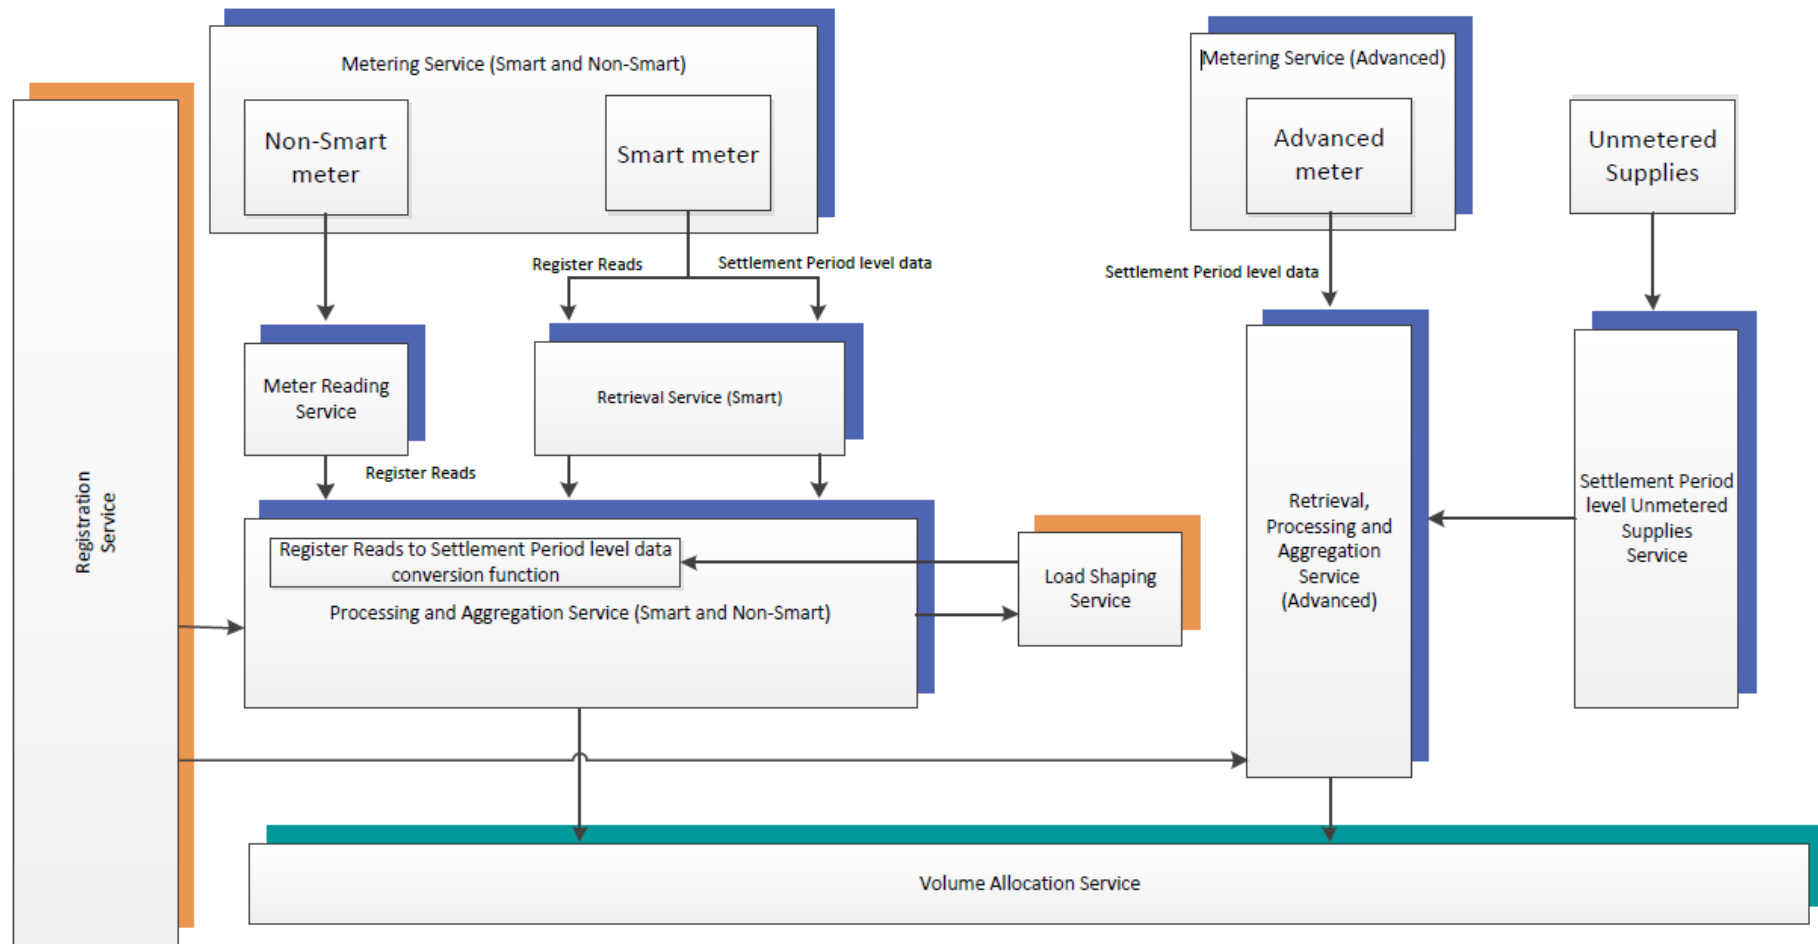 Metering Service (Smart and Non-Smart)
Metering Service (Advanced)
Non-Smart
meter
Smart meter
Advanced
meter
Unmetered
Supplies
Register Reads
Settlement Period level data
Settlement Period level data
Meter Reading
Service
Retrieval Service (Smart)
Register Reads
Registration
Service
Register Reads to Settlement Period level data
conversion function
Processing and Aggregation Service (Smart and Non-Smart)
Load Shaping
Service
Retrieval,
Processing and
Aggregation
Service
(Advanced)
Settlement Period
level Unmetered
Supplies
Service
Volume Allocation Service